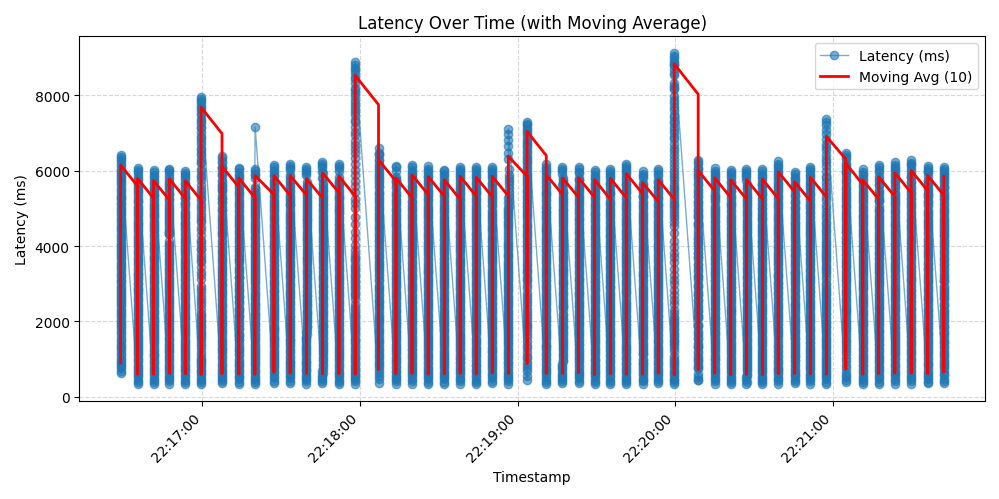 Latency Over Time (with Moving Average)
Latency (ms)
Moving Avg (10)
Latency (ms)
8000
6000
4000
2000
0
22:17:00
22:18:00
22:19:00
22:20:00
22:21:00
Timestamp